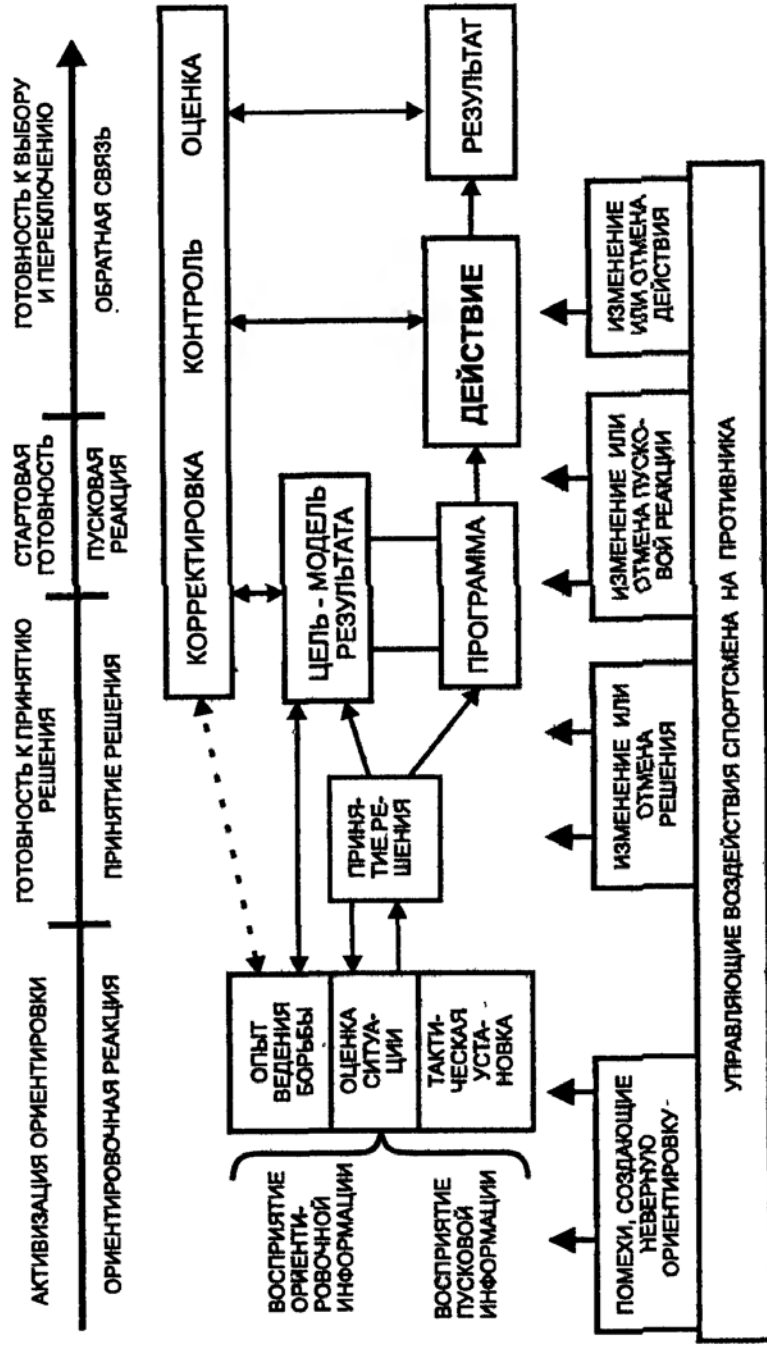 АКТИВИЗАЦИЯ ОРИЕНТИРОВКИ
ГОТОВНОСТЬ К ПРИНЯТИЮ
РЕШЕНИЯ
СТАРТОВАЯ
ГОТОВНОСТЬ
ГОТОВНОСТЬ К ВЫБОРУ
И ПЕРЕКЛЮЧЕНИЮ
ОРИЕНТИРОВОЧНАЯ РЕАКЦИЯ
ПРИНЯТИЕ РЕШЕНИЯ
ПУСКОВАЯ
РЕАКЦИЯ
ОБРАТНАЯ СВЯЗЬ
КОРРЕКТИРОВКА КОНТРОЛЬ ОЦЕНКА
ВОСПРИЯТИЕ
ОРИЕНТИ-
РОВОЧНОЙ
ИНФОРМАЦИИ
ВОСПРИЯТИЕ
ПУСКОВОЙ
ИНФОРМАЦИИ
ОПЫТ
ВЕДЕНИЯ
БОРЬБЫ
ОЦЕНКА
СИТУА-
ЦИИ
ТАКТИ-
ЧЕСКАЯ
УСТА-
НОВКА
ПРИНЯ-
ТИЕ РЕ-
ШЕНИЯ
ЦЕЛЬ - МОДЕЛЬ
РЕЗУЛЬТАТА
ПРОГРАММА
ДЕЙСТВИЕ
РЕЗУЛЬТАТ
ПОМЕХИ, СОЗДАЮЩИЕ
НЕВЕРНУЮ
ОРИЕНТИРОВКУ-
ИЗМЕНЕНИЕ ИЛИ
ОТМЕНА
РЕШЕНИЯ
ИЗМЕНЕНИЕ ИЛИ
ОТМЕНА ПУСКО-
ВОЙ РЕАКЦИИ
ИЗМЕНЕНИЕ
ИЛИ ОТМЕНА
ДЕЙСТВИЯ
УПРАВЛЯЮЩИЕ ВОЗДЕЙСТВИЯ СПОРТСМЕНА НА ПРОТИВНИКА